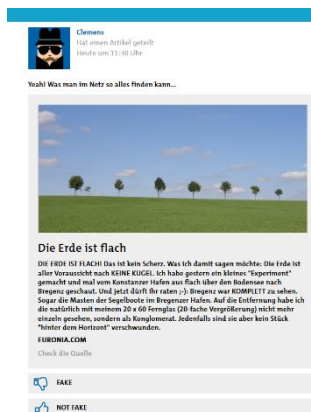 Clemens
Hat einen Artikel geteilt
Heute um 11:30 Uhr
Yeah! Was man im Netz so alles finden kann...
Die Erde ist flach
DIE ERDE IST FLACH! Das ist kein Scherz. Was ich damit sagen möchte: Die Erde ist
aller Voraussicht nach KEINE KUGEL. Ich habe gestern ein kleines "Experiment"
gemacht und mal vom Konstanzer Hafen aus flach über den Bodensee nach
Bregenz geschaut. Und jetzt dürft Ihr raten ;-): Bregenz war KOMPLETT zu sehen.
Sogar die Masten der Segelboote im Bregenzer Hafen. Auf die Entfernung habe ich
die natürlich mit meinem 20 x 60 Fernglas (20-fache Vergrößerung) nicht mehr
einzeln gesehen, sondern als Konglomerat. Jedenfalls sind sie aber kein Stück
"hinter dem Horizont" verschwunden.
EURONIA.COM
Check die Quelle
FAKE
NOT FAKE